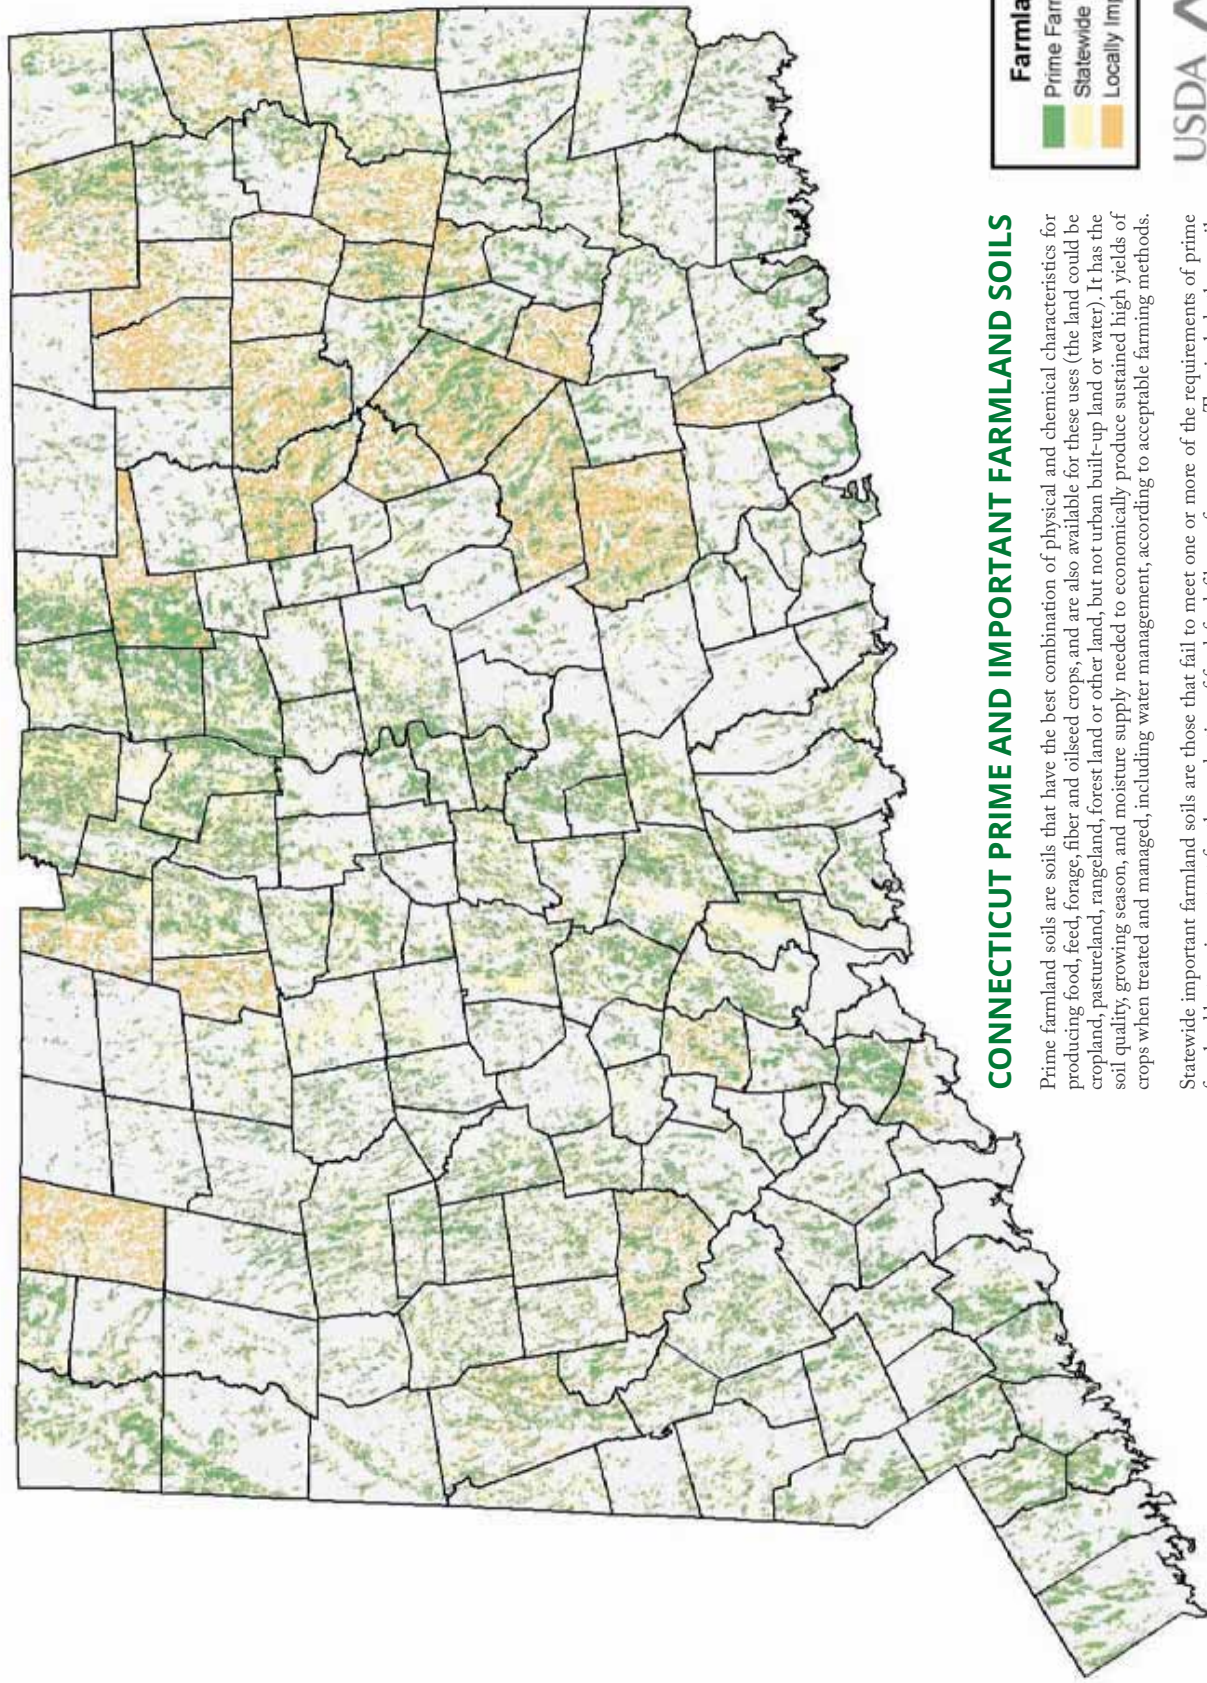 CONNECTICUT PRIME AND IMPORTANT FARMLAND SOILS
Prime farmland soils are soils that have the best combination of physical and chemical characteristics for
producing food, feed, forage, fiber and oilseed crops, and are also available for these uses (the land could be
cropland, pastureland, rangeland, forest land or other land, but not urban built-up land or water). It has the
soil quality, growing season, and moisture supply needed to economically produce sustained high yields of
crops when treated and managed, including water management, according to acceptable farming methods.
Statewide important farmland soils are those that fail to meet one or more of the requirements of prime
Farmla
Prime Farr
Statewide
Locally Imp
USDA